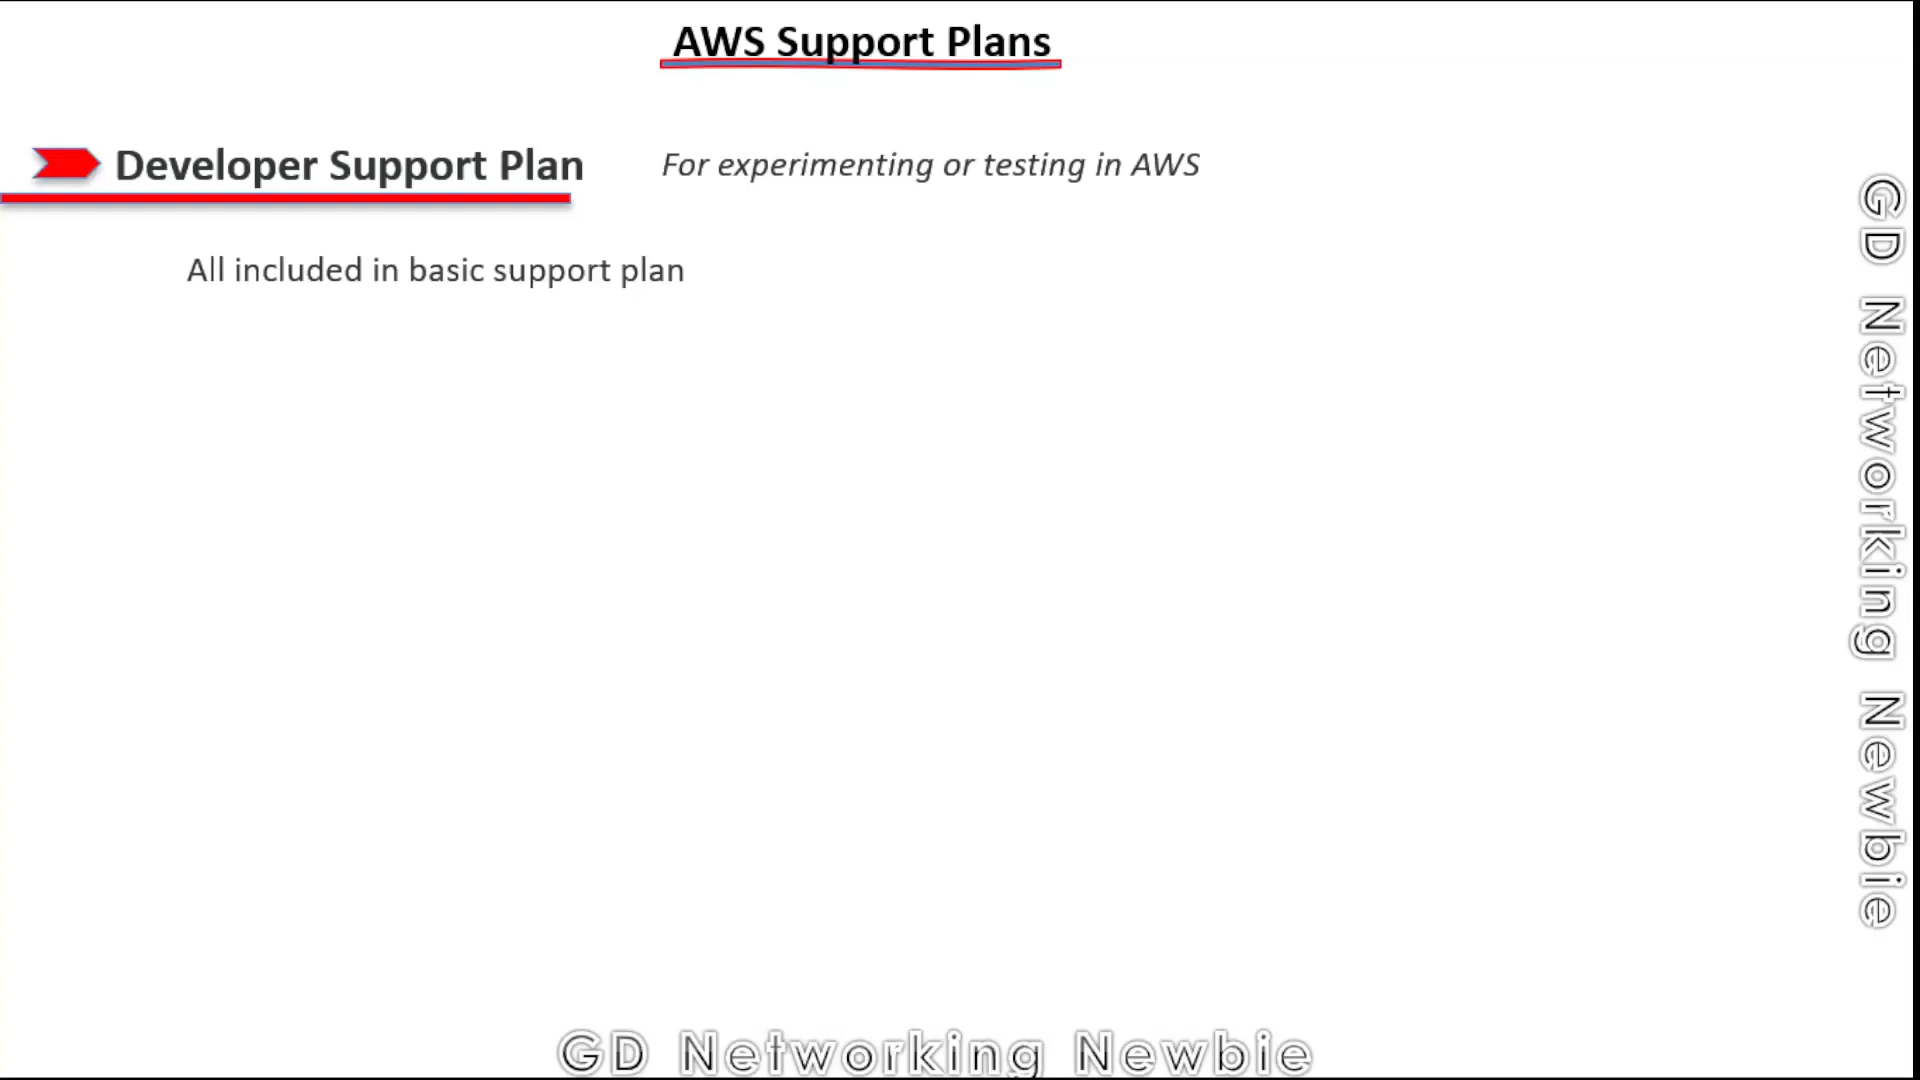 AWS Support Plans
Developer Support Plan
For experimenting or testing in AWS
All included in basic support plan
GD Networking Newbie
GD Networking Newbie